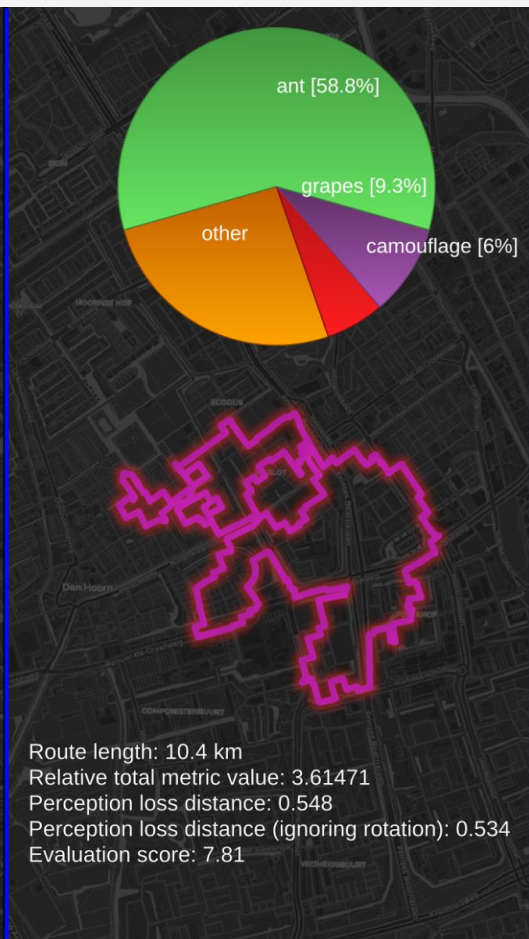 ant [58.8%]
grapes [9.3%]
other
camouflage [6%]
ECODUS
Den Hoorn
COMPONISTENBUURT
Route length: 10.4 km
Relative total metric value: 3.61471
Perception loss distance: 0.548
Perception loss distance (ignoring rotation): 0.534
Evaluation score: 7.81